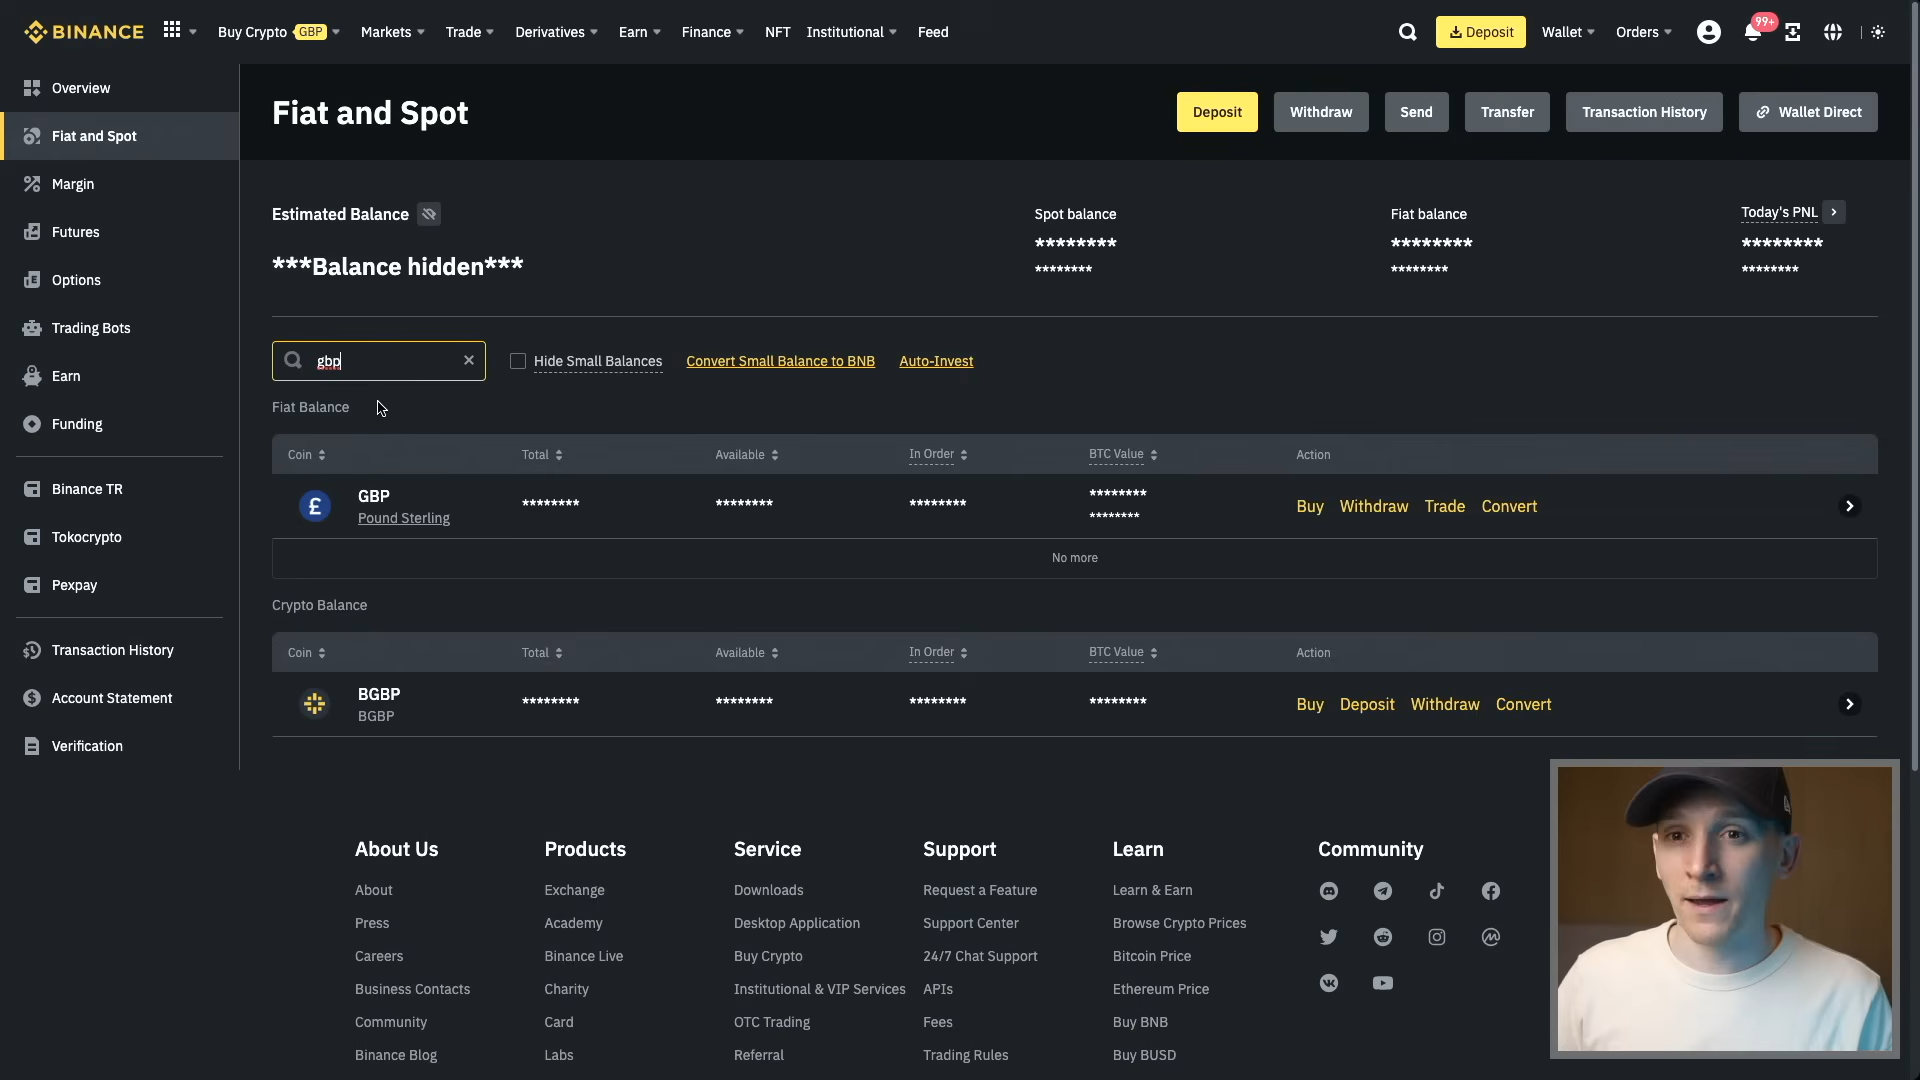 BINANCE
Buy Crypto GBP
Markets
Trade
Derivatives
Earn
Finance
NFT
Institutional
Feed
Deposit
Wallet
Orders
99+
Overview
Fiat and Spot
Margin
Futures
Options
Trading Bots
Earn
Funding
Binance TR
Tokocrypto
Pexpay
Transaction History
Account Statement
Verification
Fiat and Spot
Deposit
Withdraw
Send
Transfer
Transaction History
Wallet Direct
Estimated Balance
***Balance hidden***
Spot balance
********
********
Fiat balance
********
********
Today's PNL
********
********
gbp
Hide Small Balances
Convert Small Balance to BNB
Auto-Invest
Fiat Balance
Coin Total Available In Order BTC Value Action
GBP
Pound Sterling
******** ******** ******** ********
********
Buy Withdraw Trade Convert
No more
Crypto Balance
Coin Total Available In Order BTC Value Action
BGBP
BGBP
******** ******** ******** ********
Buy Deposit Withdraw Convert
About Us
About
Press
Careers
Business Contacts
Community
Binance Blog
Products
Exchange
Academy
Binance Live
Charity
Card
Labs
Service
Downloads
Desktop Application
Buy Crypto
Institutional & VIP Services
OTC Trading
Referral
Support
Request a Feature
Support Center
24/7 Chat Support
APIs
Fees
Trading Rules
Learn
Learn & Earn
Browse Crypto Prices
Bitcoin Price
Ethereum Price
Buy BNB
Buy BUSD
Community